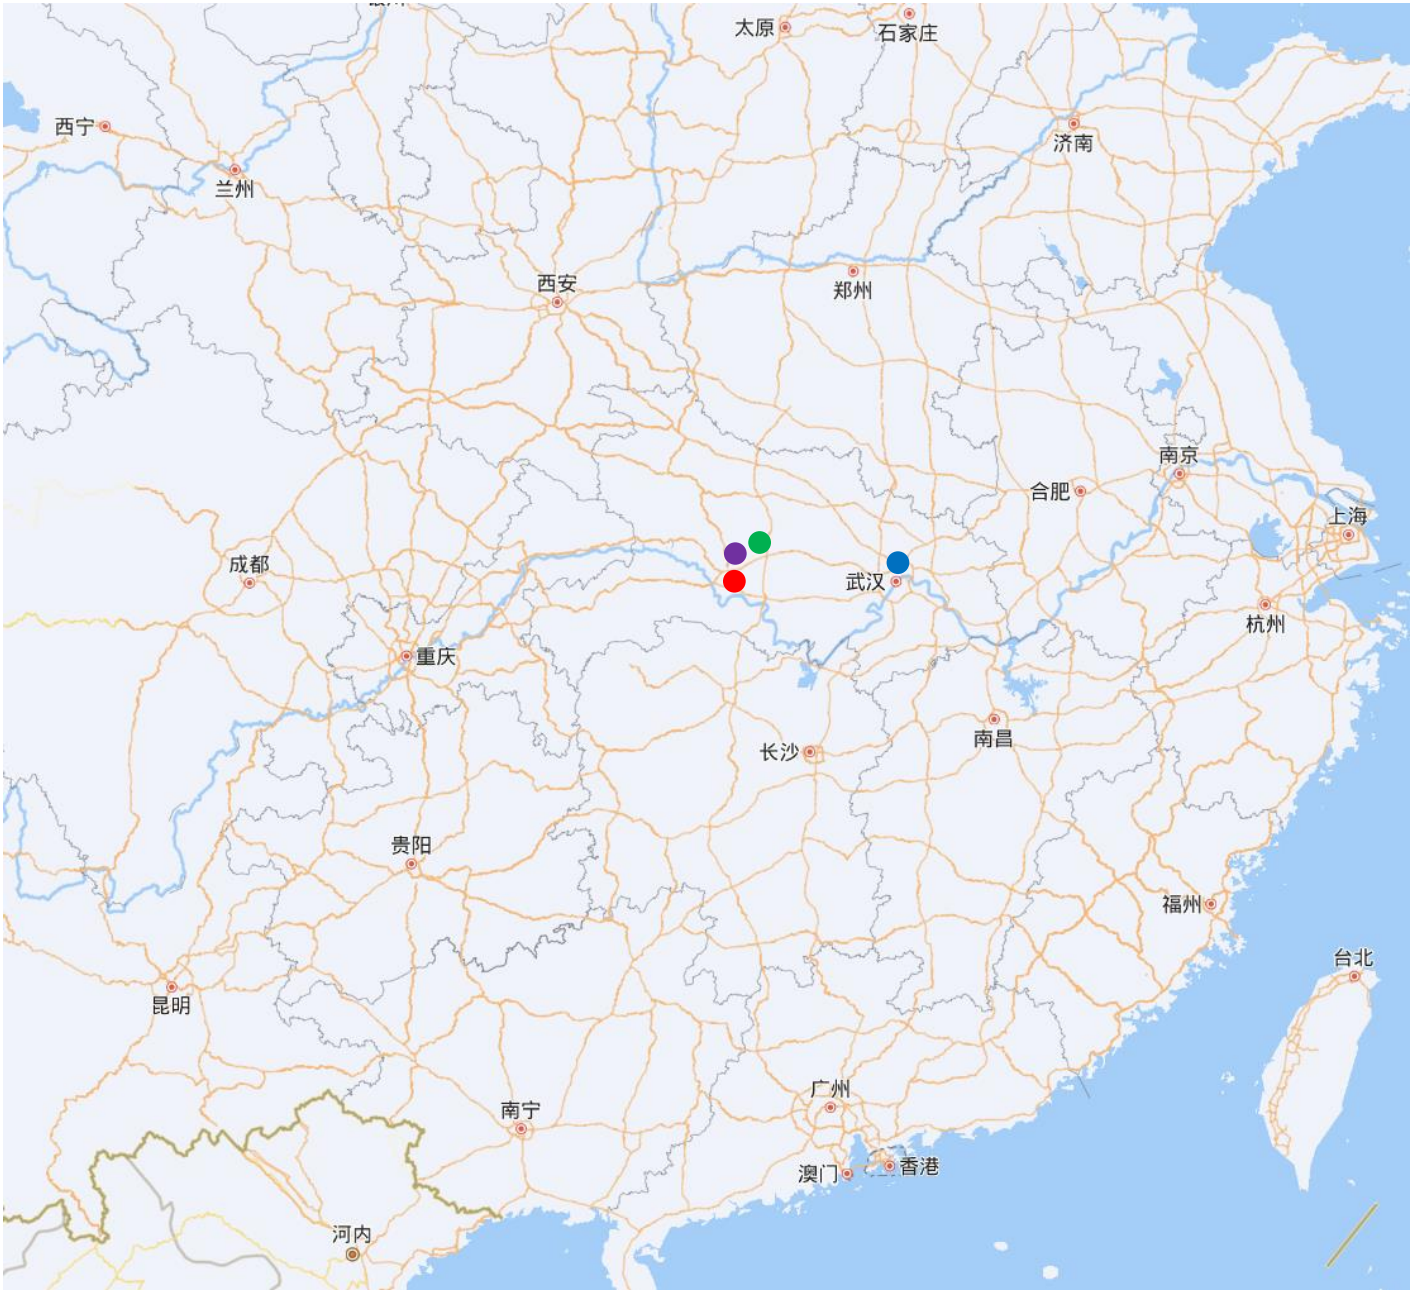 太原
石家庄
西宁
济南
兰州
西安
郑州
南京
合肥
上海
成都
武汉
杭州
重庆
南昌
长沙
贵阳
福州
台北
昆明
广州
南宁
澳门
香港
河内